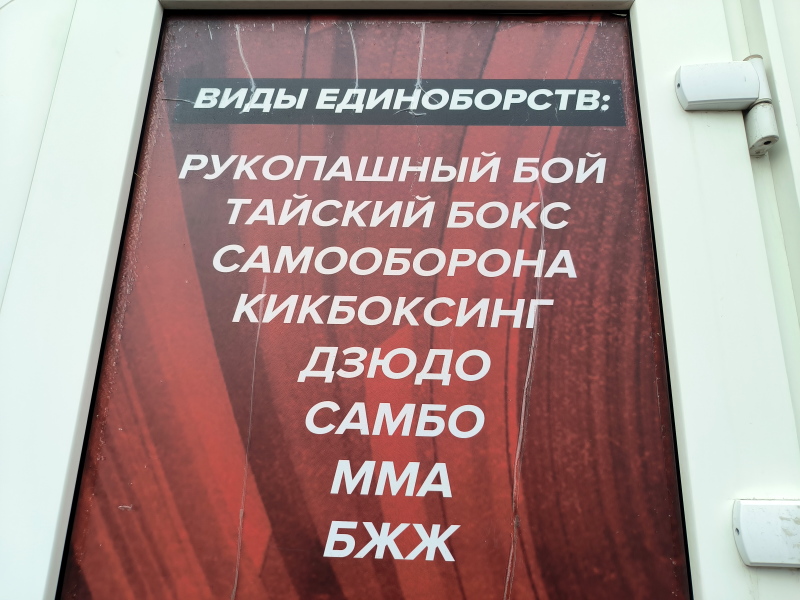 ВИДЫ ЕДИНОБОРСТВ:
РУКОПАШНЫЙ БОЙ
ТАЙСКИЙ БОКС
САМООБОРОНА
КИКБОКСИНГ
ДЗЮДО
САМБО
ММА
БЖЖ